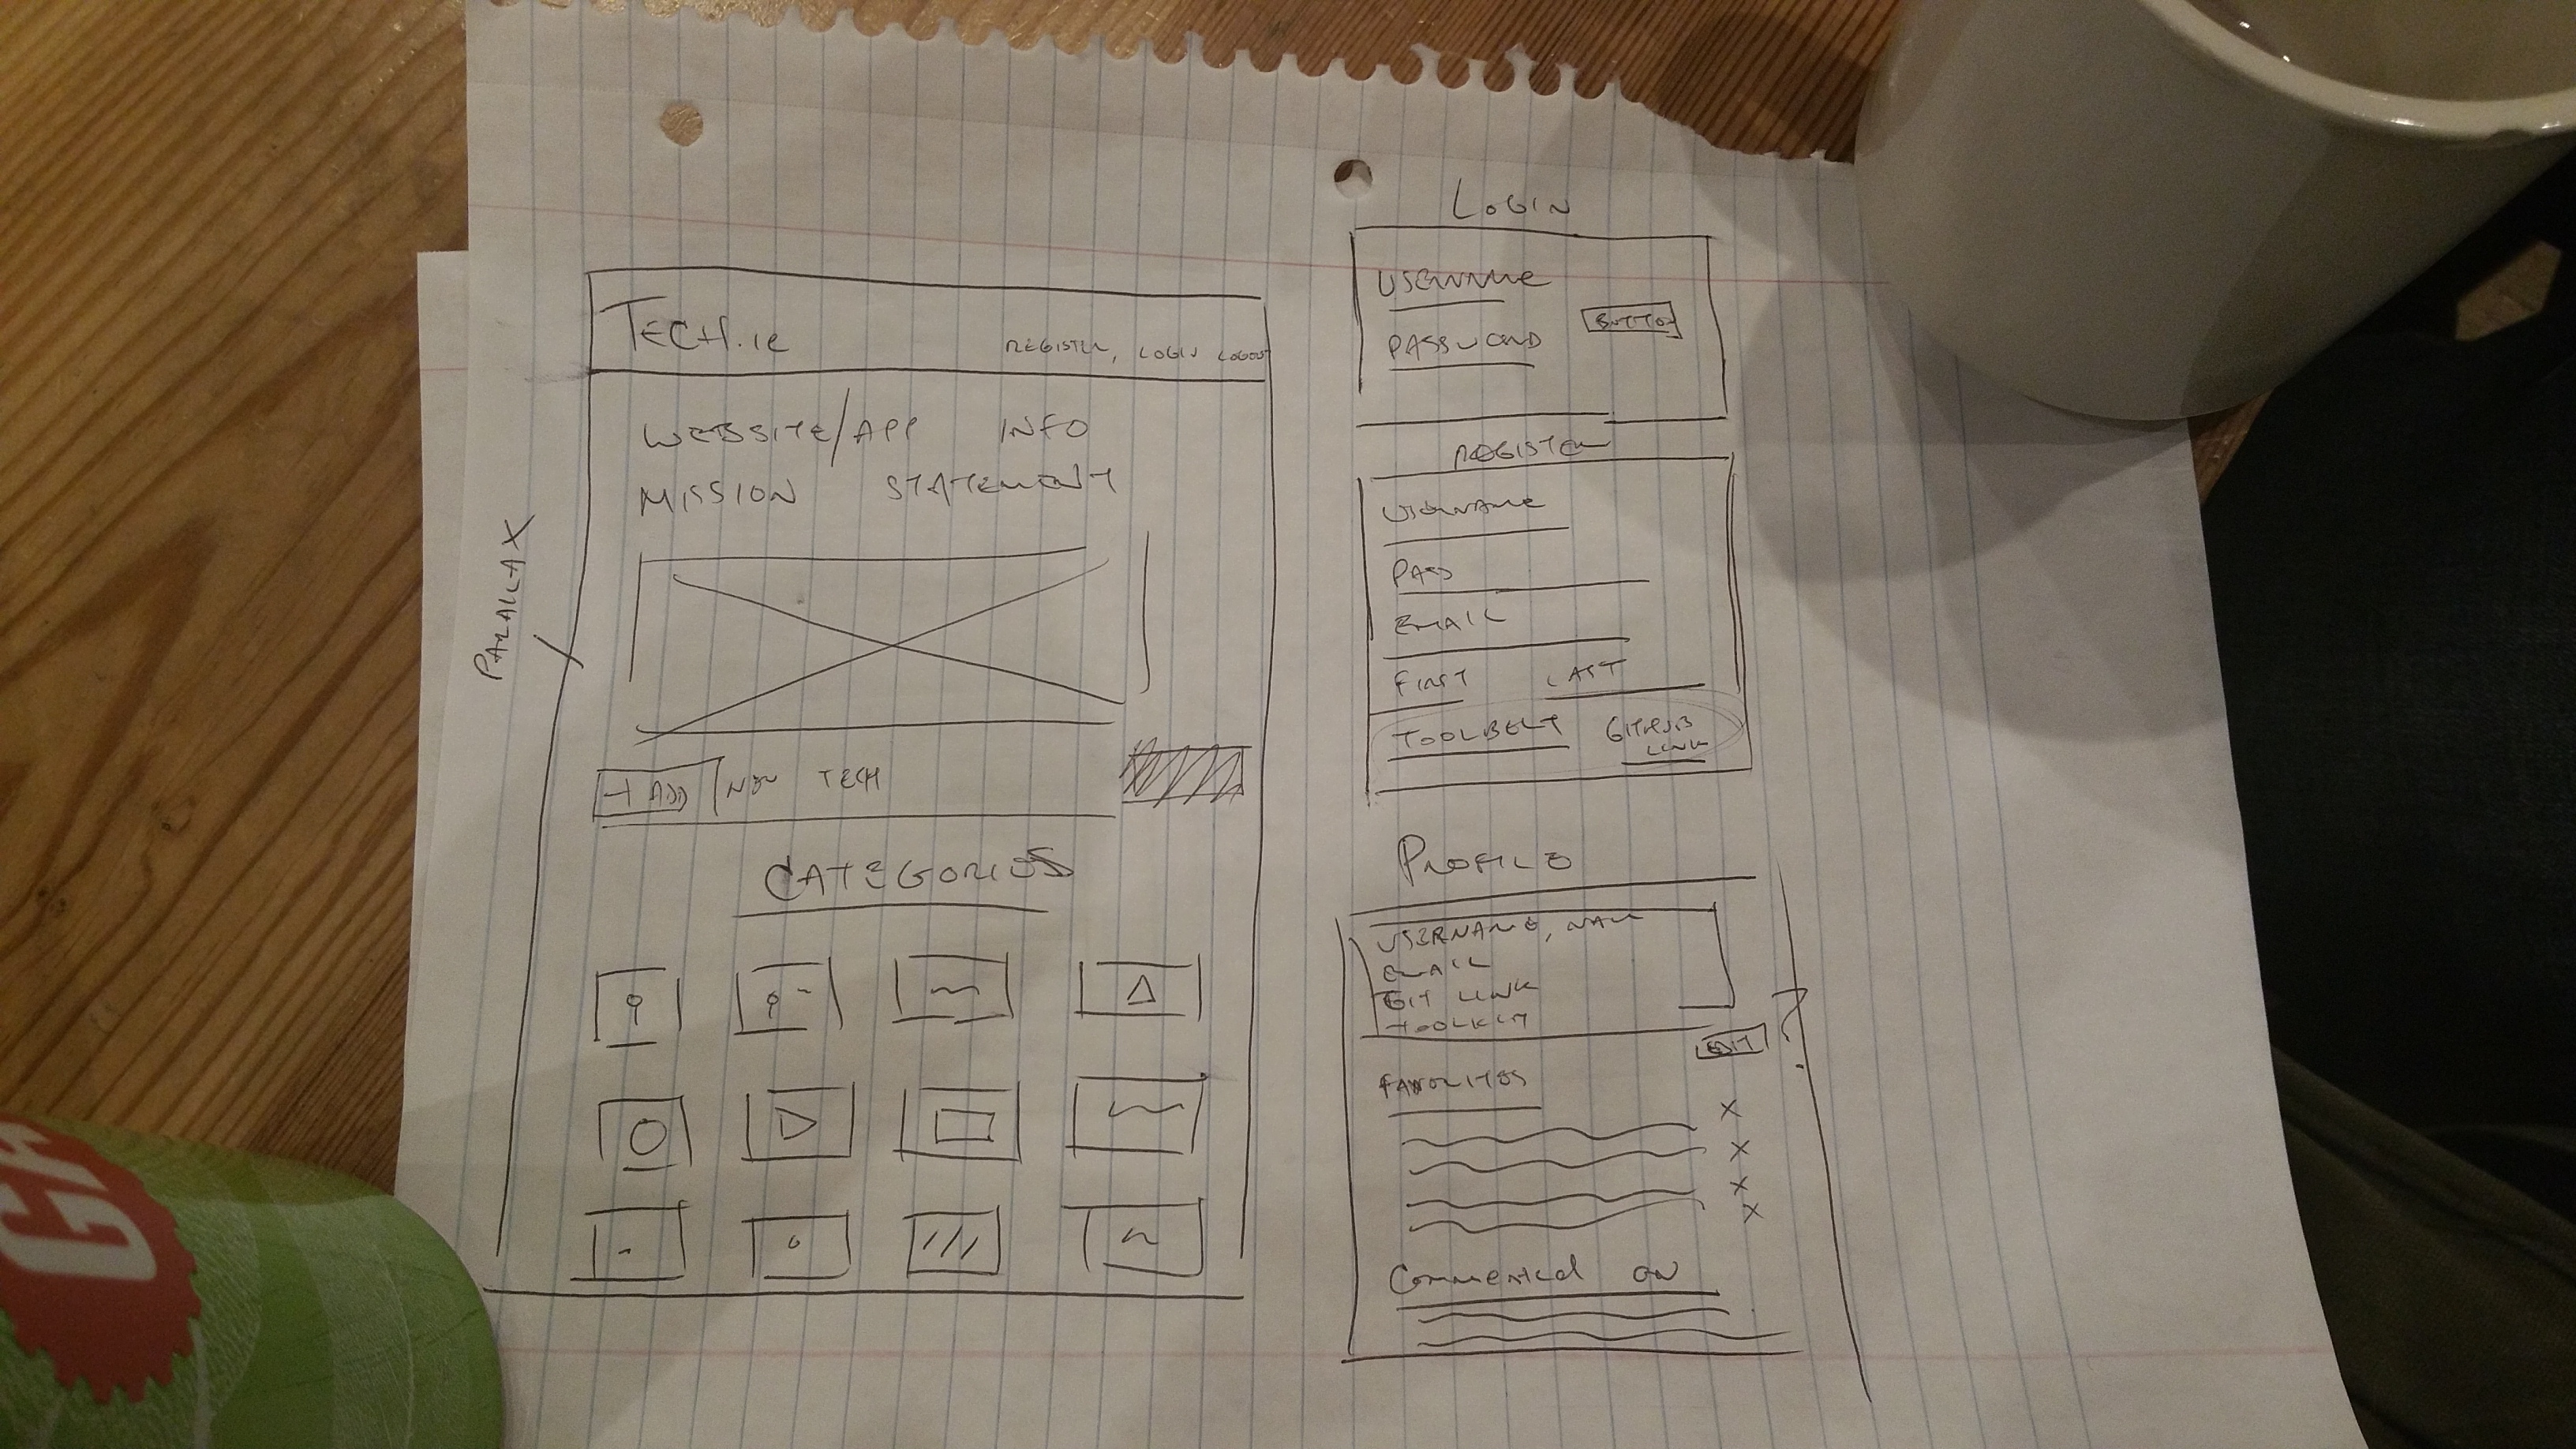 LOGIN
USERNAME
BUTTON
PASSWORD
REGISTER
USERNAME
PASS
EMAIL
FIRST LAST
TOOLBELT GITHUB
LINK
PROFILE
USERNAME, NAME
EMAIL
GIT LINK
EDIT
FAVORITES
X
X
X
X
Commented on
TECH.ie
REGISTER, LOGIN LOGOUT
WEBSITE/APP INFO
MISSION STATEMENT
PARALLAX
+ ADD NEW TECH
CATEGORIES